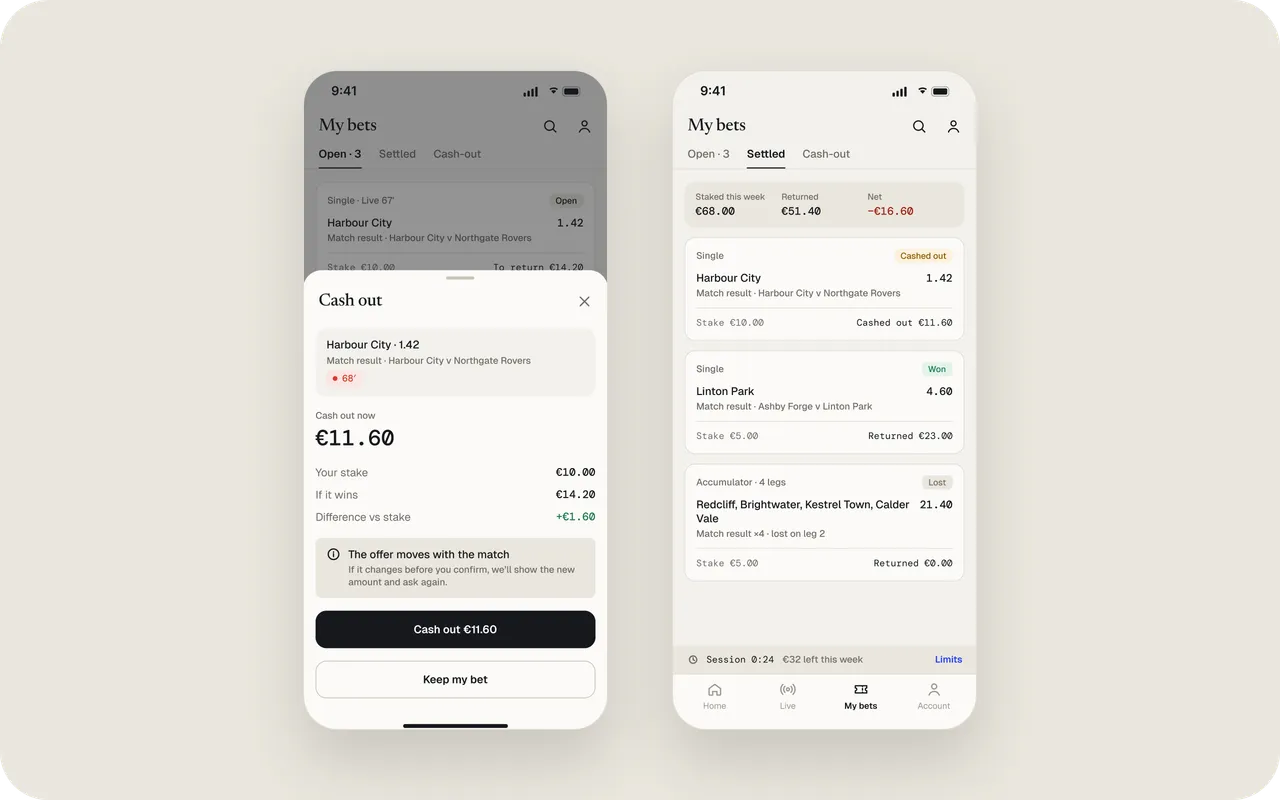 9:41
My bets
Open · 3 Settled Cash-out
Single · Live 67' Open
Harbour City 1.42
Match result · Harbour City v Northgate Rovers
Stake €10.00 To return €14.20
Cash out
Harbour City · 1.42
Match result · Harbour City v Northgate Rovers
68'
Cash out now
€11.60
Your stake €10.00
If it wins €14.20
Difference vs stake +€1.60
The offer moves with the match
If it changes before you confirm, we'll show the new
amount and ask again.
Cash out €11.60
Keep my bet
9:41
My bets
Open · 3 Settled Cash-out
Staked this week Returned Net
€68.00 €51.40 −€16.60
Single Cashed out
Harbour City 1.42
Match result · Harbour City v Northgate Rovers
Stake €10.00 Cashed out €11.60
Single Won
Linton Park 4.60
Match result · Ashby Forge v Linton Park
Stake €5.00 Returned €23.00
Accumulator · 4 legs Lost
Redcliff, Brightwater, Kestrel Town, Calder 21.40
Vale
Match result ×4 · lost on leg 2
Stake €5.00 Returned €0.00
Session 0:24 €32 left this week Limits
Home Live My bets Account